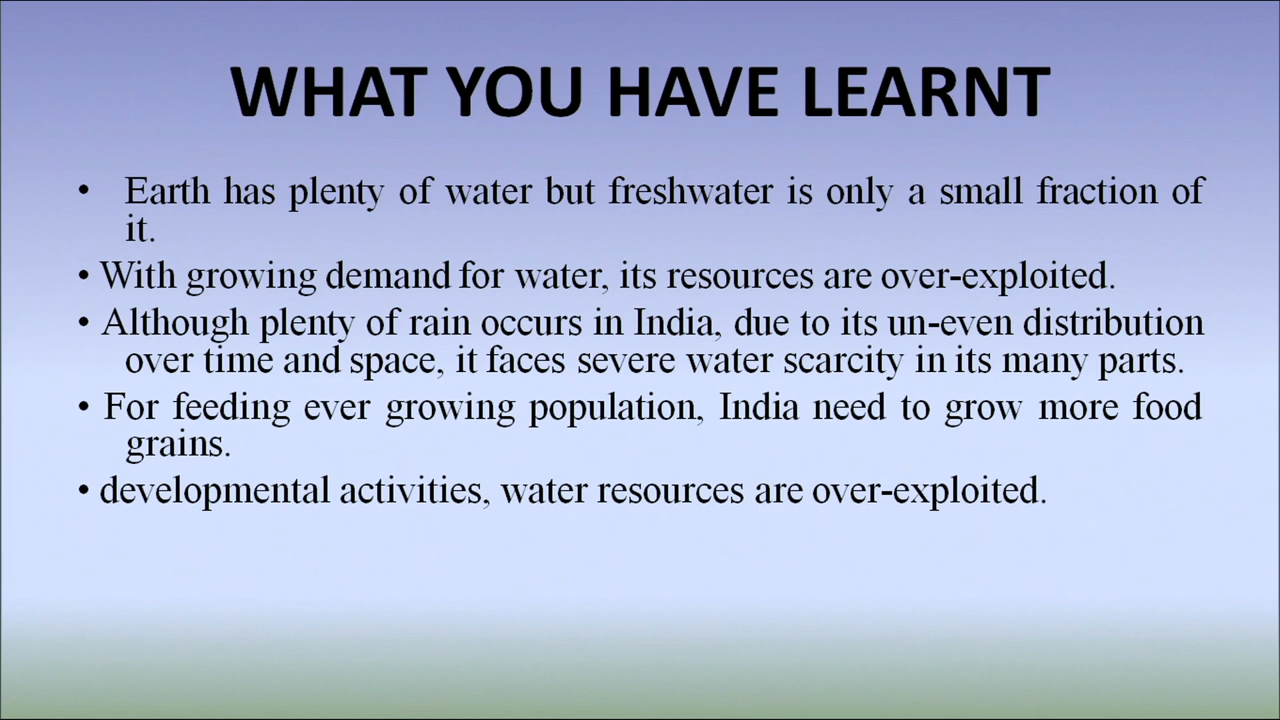 WHAT YOU HAVE LEARNT
• Earth has plenty of water but freshwater is only a small fraction of
it.
• With growing demand for water, its resources are over-exploited.
• Although plenty of rain occurs in India, due to its un-even distribution
over time and space, it faces severe water scarcity in its many parts.
• For feeding ever growing population, India need to grow more food
grains.
• developmental activities, water resources are over-exploited.